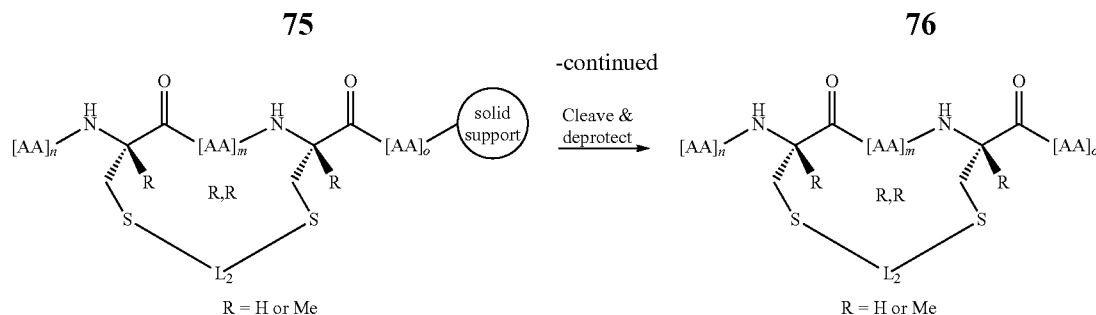 75
76
-continued
[AA]n
H
N
O
[AA]m
H
N
O
[AA]o
solid
support
R
R
R,R
S
S
L2
R = H or Me
Cleave &
deprotect
[AA]n
H
N
O
[AA]m
H
N
O
[AA]o
R
R
R,R
S
S
L2
R = H or Me